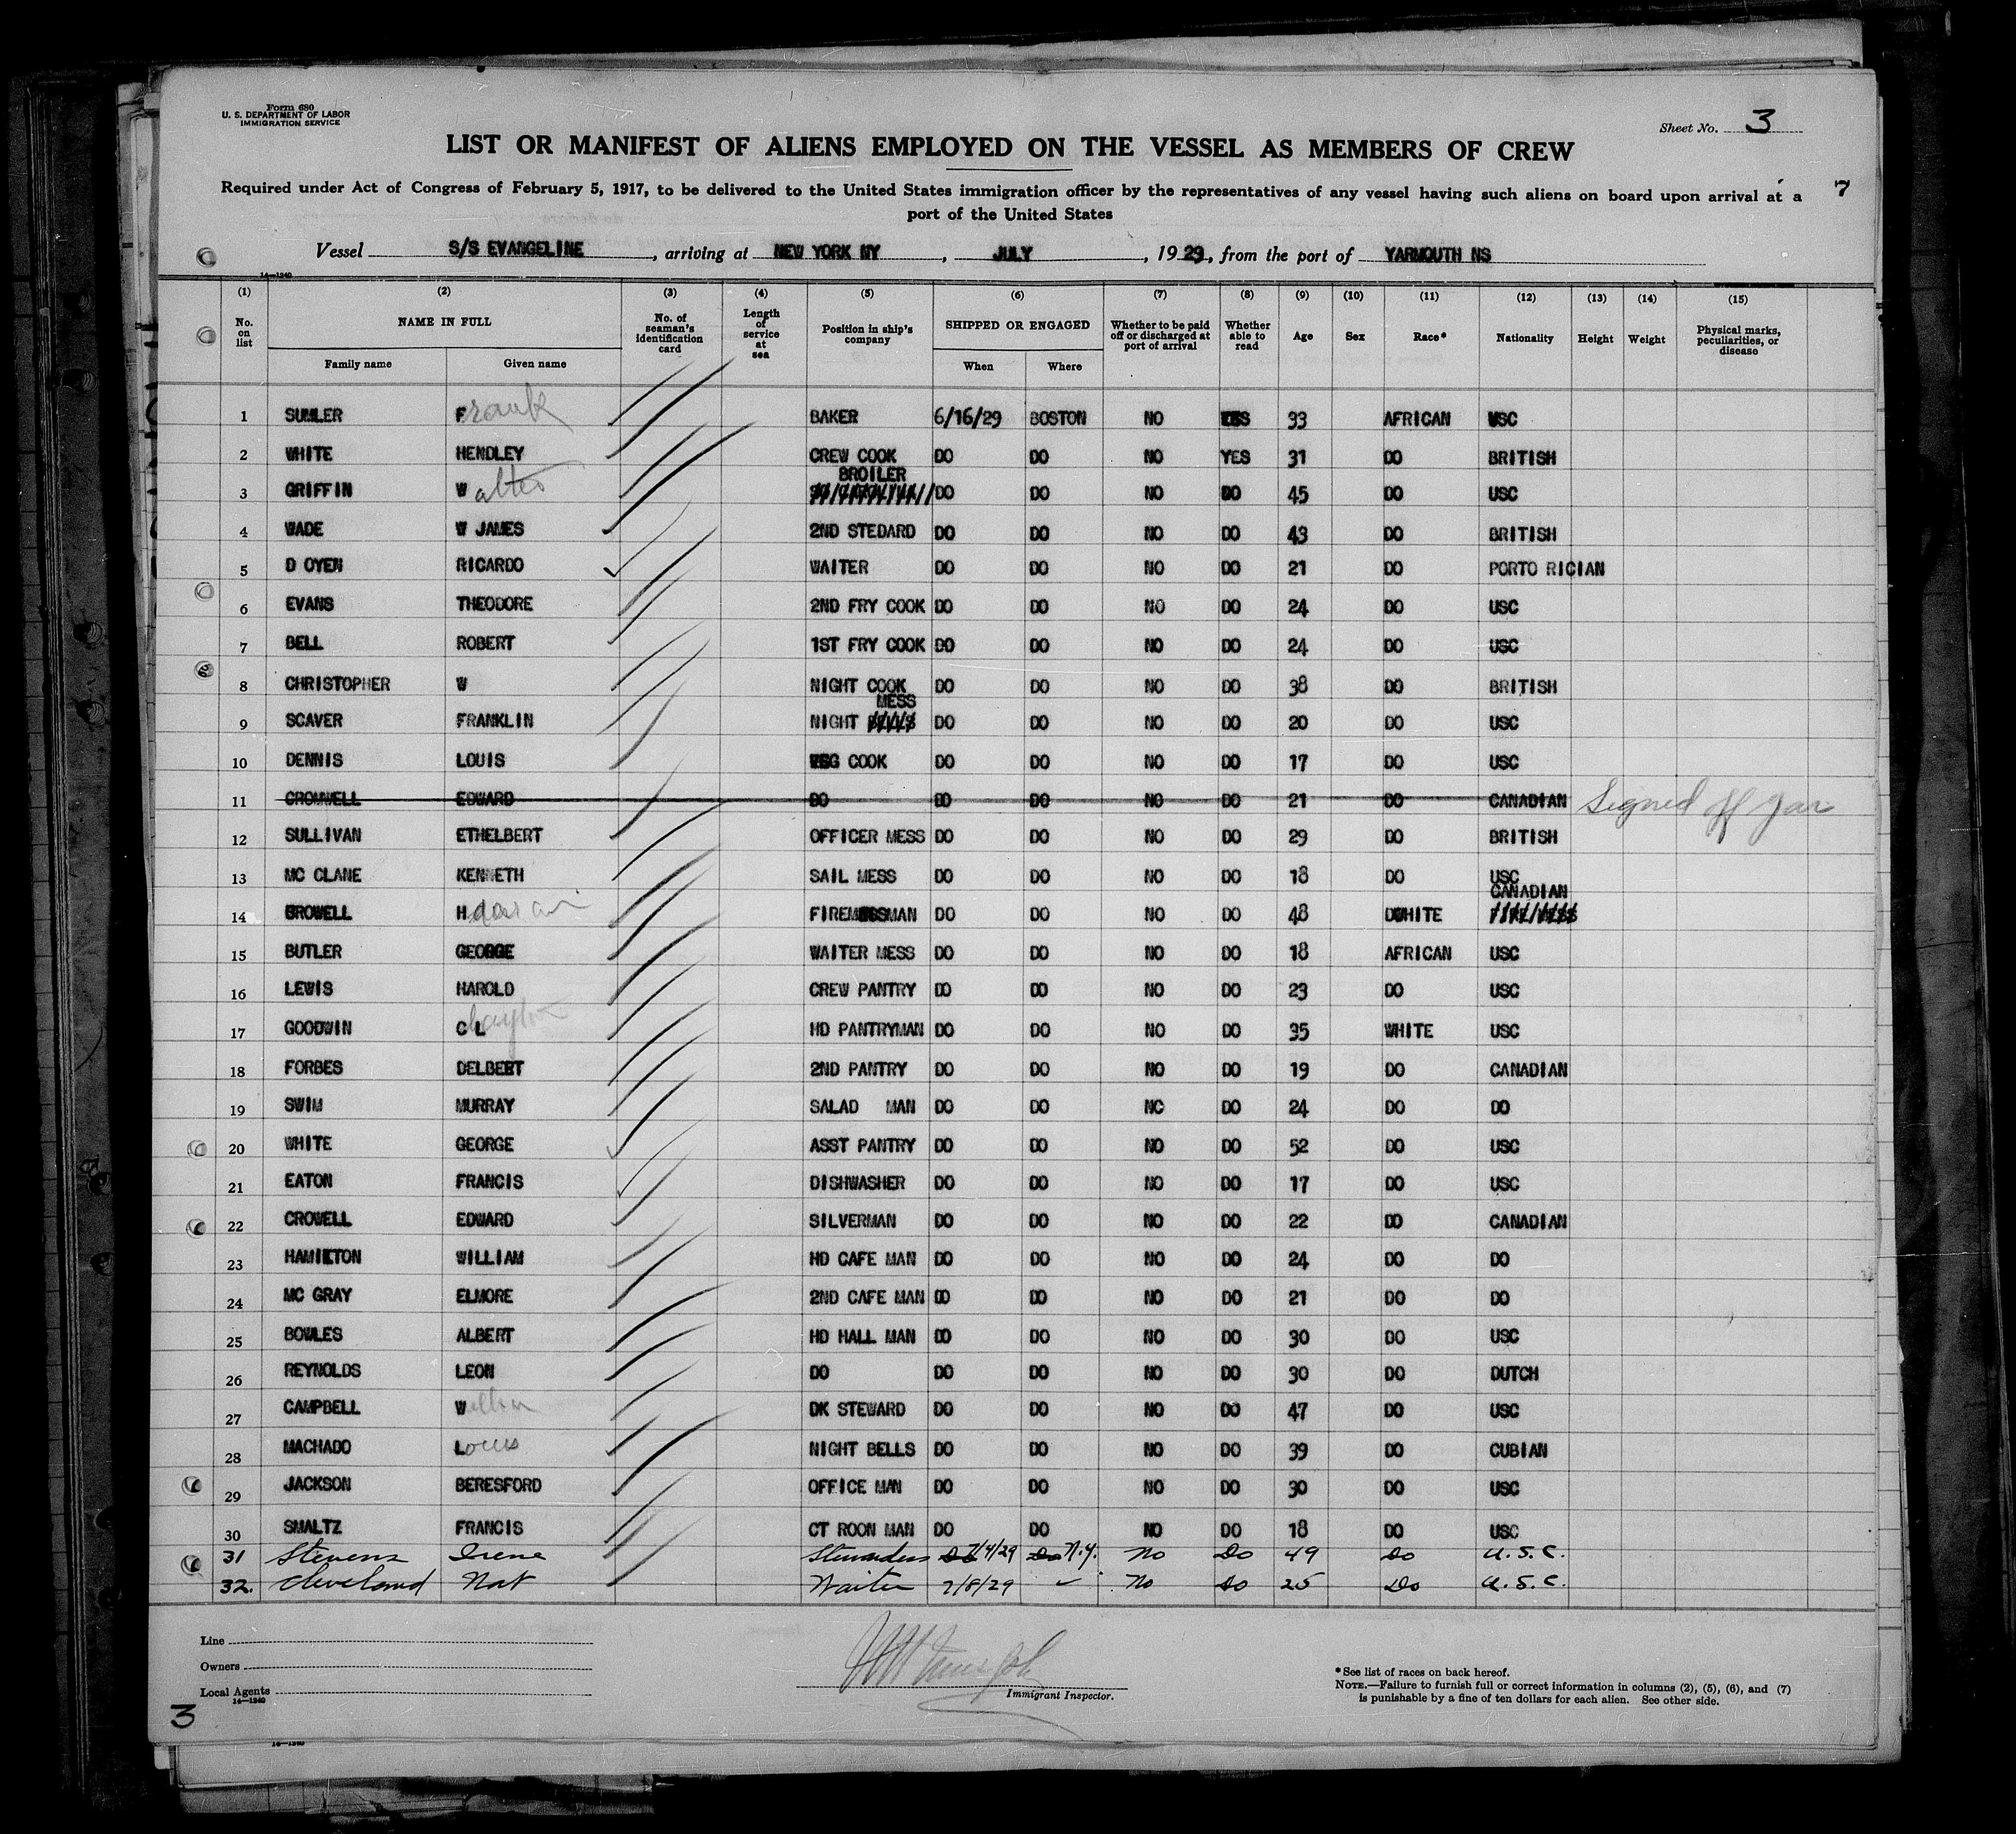 Form 680
U. S. DEPARTMENT OF LABOR
IMMIGRATION SERVICE
Sheet No. 3
LIST OR MANIFEST OF ALIENS EMPLOYED ON THE VESSEL AS MEMBERS OF CREW
Required under Act of Congress of February 5, 1917, to be delivered to the United States immigration officer by the representatives of any vessel having such aliens on board upon arrival at a
port of the United States
7
Vessel S/S EVANGELINE, arriving at NEW YORK NY, JULY, 1929, from the port of YARMOUTH NS
14—1240
(1) (2) (3) (4) (5) (6) (7) (8) (9) (10) (11) (12) (13) (14) (15)
No. on list NAME IN FULL No. of seaman's identification card Length of service at sea Position in ship's company SHIPPED OR ENGAGED Whether to be paid off or discharged at port of arrival Whether able to read Age Sex Race* Nationality Height Weight Physical marks, peculiarities, or disease
Family name Given name When Where
1 SUMLER Frank BAKER 6/16/29 BOSTON NO YES 33 AFRICAN USC
2 WHITE HENDLEY CREW COOK DO DO NO YES 31 DO BRITISH
3 GRIFFIN Walter BROILER DO DO NO DO 45 DO USC
4 WADE W JAMES 2ND STEDARD DO DO NO DO 43 DO BRITISH
5 D OYEN RICARDO WAITER DO DO NO DO 21 DO PORTO RICIAN
6 EVANS THEODORE 2ND FRY COOK DO DO NO DO 24 DO USC
7 BELL ROBERT 1ST FRY COOK DO DO NO DO 24 DO USC
8 CHRISTOPHER W NIGHT COOK DO DO NO DO 38 DO BRITISH
9 SCAVER FRANKLIN NIGHT MESS DO DO NO DO 20 DO USC
10 DENNIS LOUIS COOK DO DO NO DO 17 DO USC
11 CROMWELL EDWARD DO DO DO NO DO 21 DO CANADIAN Signed off Yar
12 SULLIVAN ETHELBERT OFFICER MESS DO DO NO DO 29 DO BRITISH
13 MC CLANE KENNETH SAIL MESS DO DO NO DO 18 DO USC
14 CROWELL H FIREMESSMAN DO DO NO DO 48 WHITE CANADIAN
15 BUTLER GEORGE WAITER MESS DO DO NO DO 18 AFRICAN USC
16 LEWIS HAROLD CREW PANTRY DO DO NO DO 23 DO USC
17 GOODWIN C L HD PANTRYMAN DO DO NO DO 35 WHITE USC
18 FORBES DELBERT 2ND PANTRY DO DO NO DO 19 DO CANADIAN
19 SWIM MURRAY SALAD MAN DO DO NO DO 24 DO DO
20 WHITE GEORGE ASST PANTRY DO DO NO DO 52 DO USC
21 EATON FRANCIS DISHWASHER DO DO NO DO 17 DO USC
22 CROWELL EDWARD SILVERMAN DO DO NO DO 22 DO CANADIAN
23 HAMILTON WILLIAM HD CAFE MAN DO DO NO DO 24 DO DO
24 MC GRAY ELMORE 2ND CAFE MAN DO DO NO DO 21 DO DO
25 BOWLES ALBERT HD HALL MAN DO DO NO DO 30 DO USC
26 REYNOLDS LEON DO DO DO NO DO 30 DO DUTCH
27 CAMPBELL W DK STEWARD DO DO NO DO 47 DO USC
28 MACHADO Louis NIGHT BELLS DO DO NO DO 39 DO CUBIAN
29 JACKSON BERESFORD OFFICE MAN DO DO NO DO 30 DO USC
30 SMALTZ FRANCIS CT ROON MAN DO DO NO DO 18 DO USC
31 Stevens Irene Stewardess Do 7/4/29 Do N.Y. No Do 49 Do U.S.C.
32. Cleveland Nat Waiter 7/8/29 ✓ No Do 25 Do U.S.C.
Line
Owners
Local Agents
14—1240
Immigrant Inspector.
*See list of races on back hereof.
NOTE.—Failure to furnish full or correct information in columns (2), (5), (6), and (7)
is punishable by a fine of ten dollars for each alien. See other side.
3
14—1240